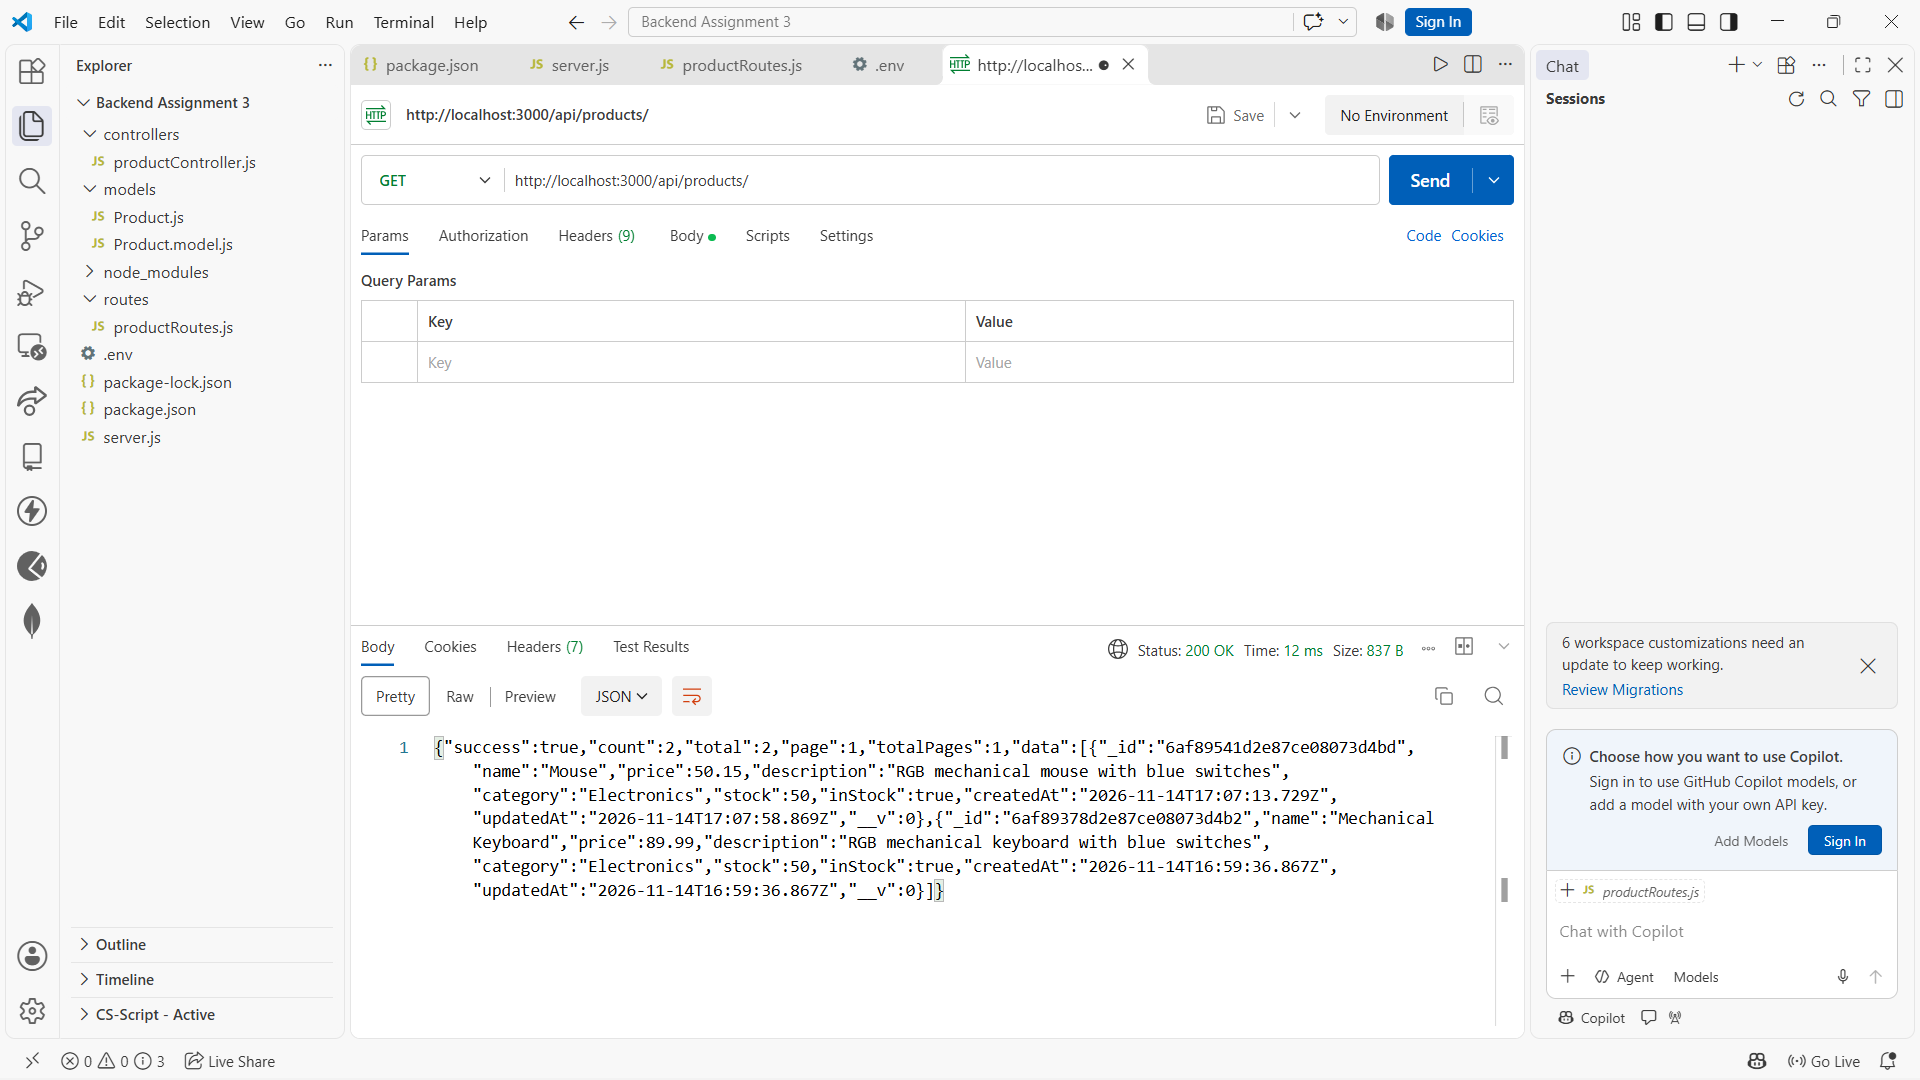 File Edit Selection View Go Run Terminal Help
Backend Assignment 3
Sign In
Explorer
Backend Assignment 3
controllers
JS productController.js
models
JS Product.js
JS Product.model.js
node_modules
routes
JS productRoutes.js
.env
{} package-lock.json
{} package.json
JS server.js
Outline
Timeline
CS-Script - Active
{} package.json
JS server.js
JS productRoutes.js
.env
HTTP http://localhos...
HTTP http://localhost:3000/api/products/
Save
No Environment
GET http://localhost:3000/api/products/
Send
Params Authorization Headers (9) Body Scripts Settings
Code Cookies
Query Params
Key Value
Key Value
Body Cookies Headers (7) Test Results
Status: 200 OK Time: 12 ms Size: 837 B
Pretty Raw Preview JSON
1 {"success":true,"count":2,"total":2,"page":1,"totalPages":1,"data":[{"_id":"6af89541d2e87ce08073d4bd",
"name":"Mouse","price":50.15,"description":"RGB mechanical mouse with blue switches",
"category":"Electronics","stock":50,"inStock":true,"createdAt":"2026-11-14T17:07:13.729Z",
"updatedAt":"2026-11-14T17:07:58.869Z","__v":0},{"_id":"6af89378d2e87ce08073d4b2","name":"Mechanical
Keyboard","price":89.99,"description":"RGB mechanical keyboard with blue switches",
"category":"Electronics","stock":50,"inStock":true,"createdAt":"2026-11-14T16:59:36.867Z",
"updatedAt":"2026-11-14T16:59:36.867Z","__v":0}]}
Chat
Sessions
6 workspace customizations need an
update to keep working.
Review Migrations
Choose how you want to use Copilot.
Sign in to use GitHub Copilot models, or
add a model with your own API key.
Add Models Sign In
JS productRoutes.js
Chat with Copilot
Agent Models
Copilot
0 0 3 Live Share
Go Live